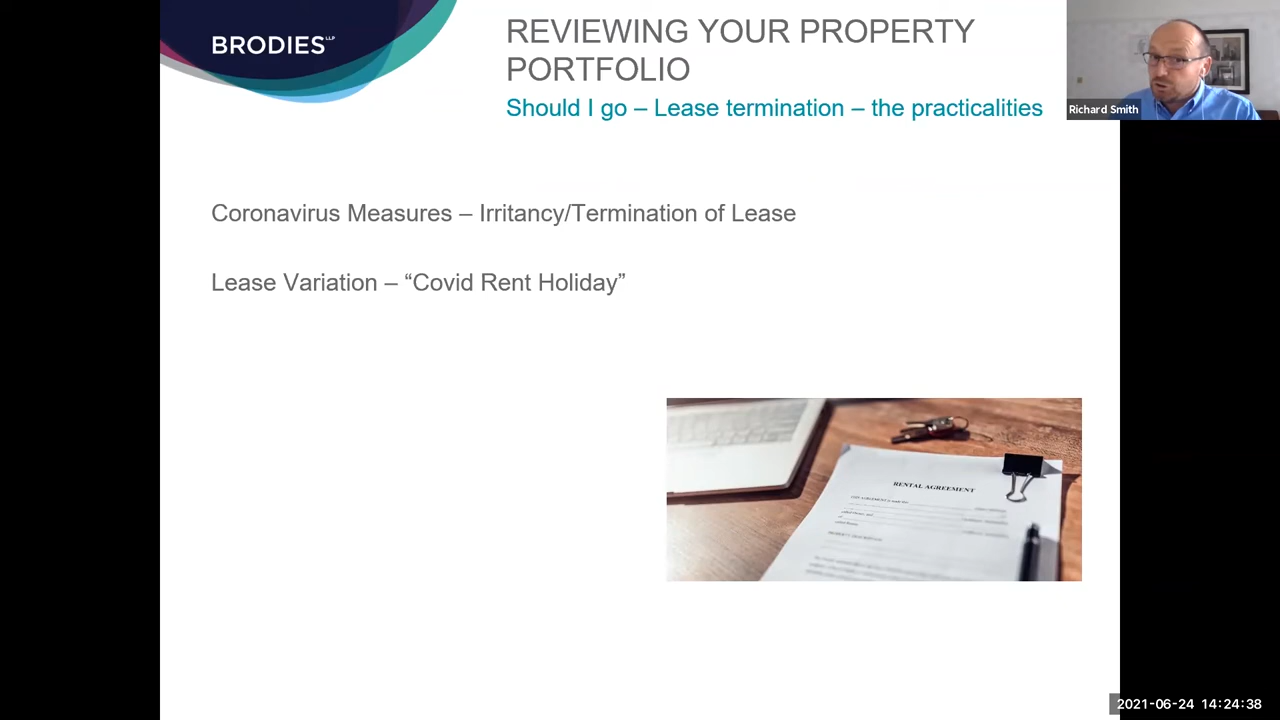 BRODIES LLP
REVIEWING YOUR PROPERTY
PORTFOLIO
Should I go – Lease termination – the practicalities
Richard Smith
Coronavirus Measures – Irritancy/Termination of Lease
Lease Variation – “Covid Rent Holiday”
RENTAL AGREEMENT
2021-06-24 14:24:38